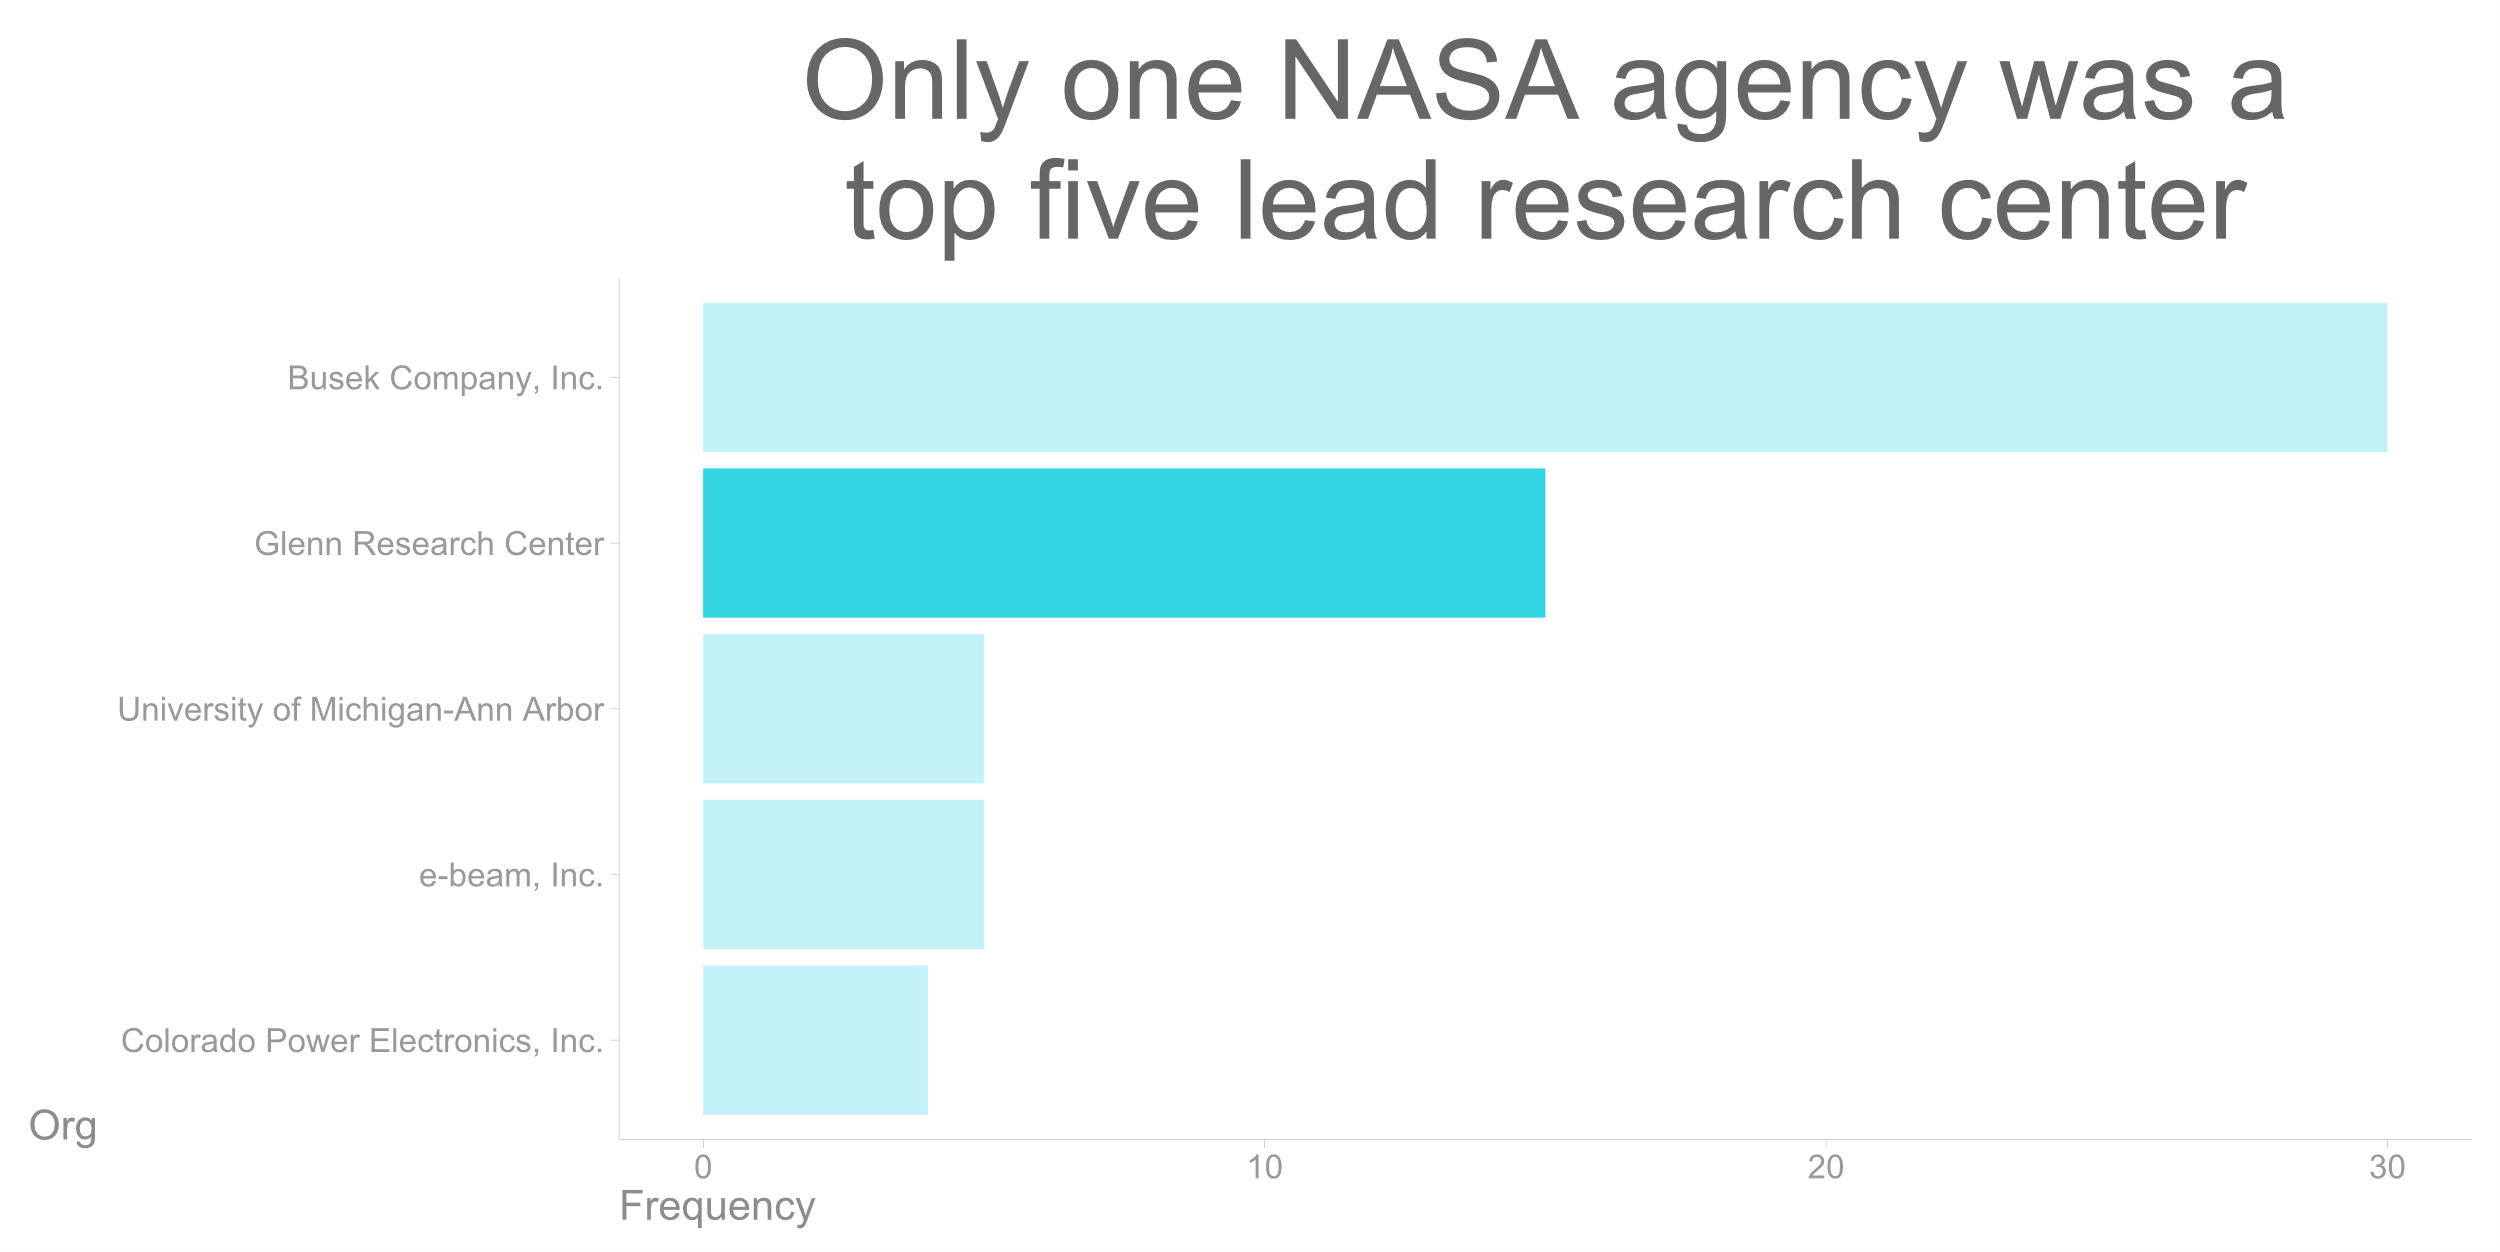 Only one NASA agency was a
top five lead research center
Busek Company, Inc.
Glenn Research Center
University of Michigan-Ann Arbor
e-beam, Inc.
Colorado Power Electronics, Inc.
Org
0 10 20 30
Frequency